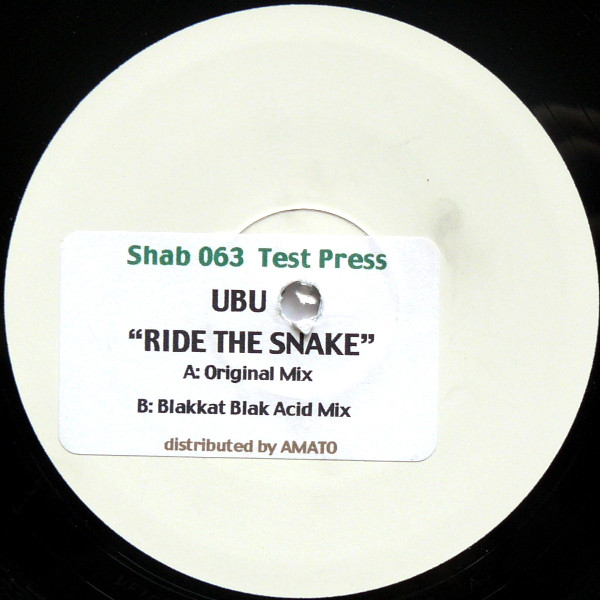 Shab 063 Test Press
UBU
“RIDE THE SNAKE”
A: Original Mix
B: Blakkat Blak Acid Mix
distributed by AMATO